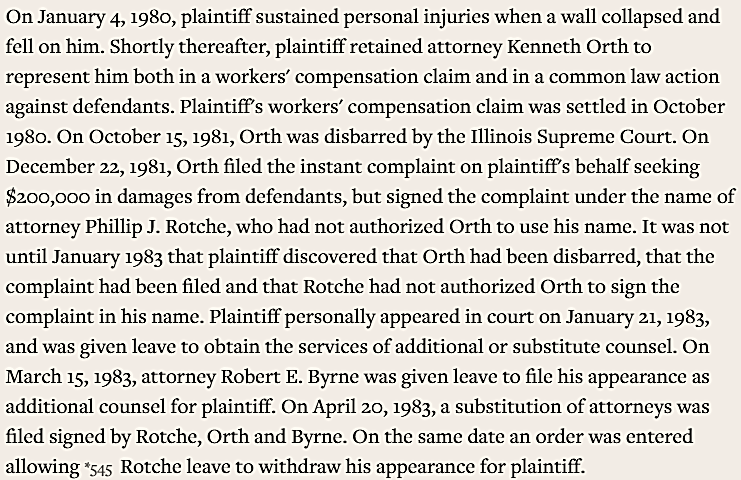 On January 4, 1980, plaintiff sustained personal injuries when a wall collapsed and
fell on him. Shortly thereafter, plaintiff retained attorney Kenneth Orth to
represent him both in a workers' compensation claim and in a common law action
against defendants. Plaintiff's workers' compensation claim was settled in October
1980. On October 15, 1981, Orth was disbarred by the Illinois Supreme Court. On
December 22, 1981, Orth filed the instant complaint on plaintiff's behalf seeking
$200,000 in damages from defendants, but signed the complaint under the name of
attorney Phillip J. Rotche, who had not authorized Orth to use his name. It was not
until January 1983 that plaintiff discovered that Orth had been disbarred, that the
complaint had been filed and that Rotche had not authorized Orth to sign the
complaint in his name. Plaintiff personally appeared in court on January 21, 1983,
and was given leave to obtain the services of additional or substitute counsel. On
March 15, 1983, attorney Robert E. Byrne was given leave to file his appearance as
additional counsel for plaintiff. On April 20, 1983, a substitution of attorneys was
filed signed by Rotche, Orth and Byrne. On the same date an order was entered
allowing *545 Rotche leave to withdraw his appearance for plaintiff.